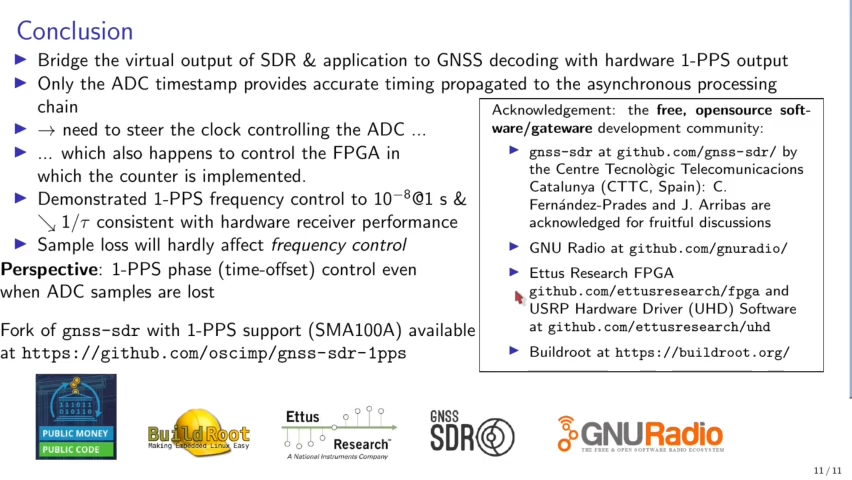 Conclusion
Bridge the virtual output of SDR & application to GNSS decoding with hardware 1-PPS output
Only the ADC timestamp provides accurate timing propagated to the asynchronous processing
chain
→ need to steer the clock controlling the ADC ...
... which also happens to control the FPGA in
which the counter is implemented.
Demonstrated 1-PPS frequency control to 10⁻⁸@1 s &
↘ 1/τ consistent with hardware receiver performance
Sample loss will hardly affect frequency control
Perspective: 1-PPS phase (time-offset) control even
when ADC samples are lost
Fork of gnss-sdr with 1-PPS support (SMA100A) available
at https://github.com/oscimp/gnss-sdr-1pps
Acknowledgement: the free, opensource soft-
ware/gateware development community:
gnss-sdr at github.com/gnss-sdr/ by
the Centre Tecnològic Telecomunicacions
Catalunya (CTTC, Spain): C.
Fernández-Prades and J. Arribas are
acknowledged for fruitful discussions
GNU Radio at github.com/gnuradio/
Ettus Research FPGA
github.com/ettusresearch/fpga and
USRP Hardware Driver (UHD) Software
at github.com/ettusresearch/uhd
Buildroot at https://buildroot.org/
111011
010110
PUBLIC MONEY
PUBLIC CODE
BuildRoot
Making Embedded Linux Easy
Ettus
Research™
A National Instruments Company
GNSS
SDR
GNURadio
THE FREE & OPEN SOFTWARE RADIO ECOSYSTEM
11 / 11